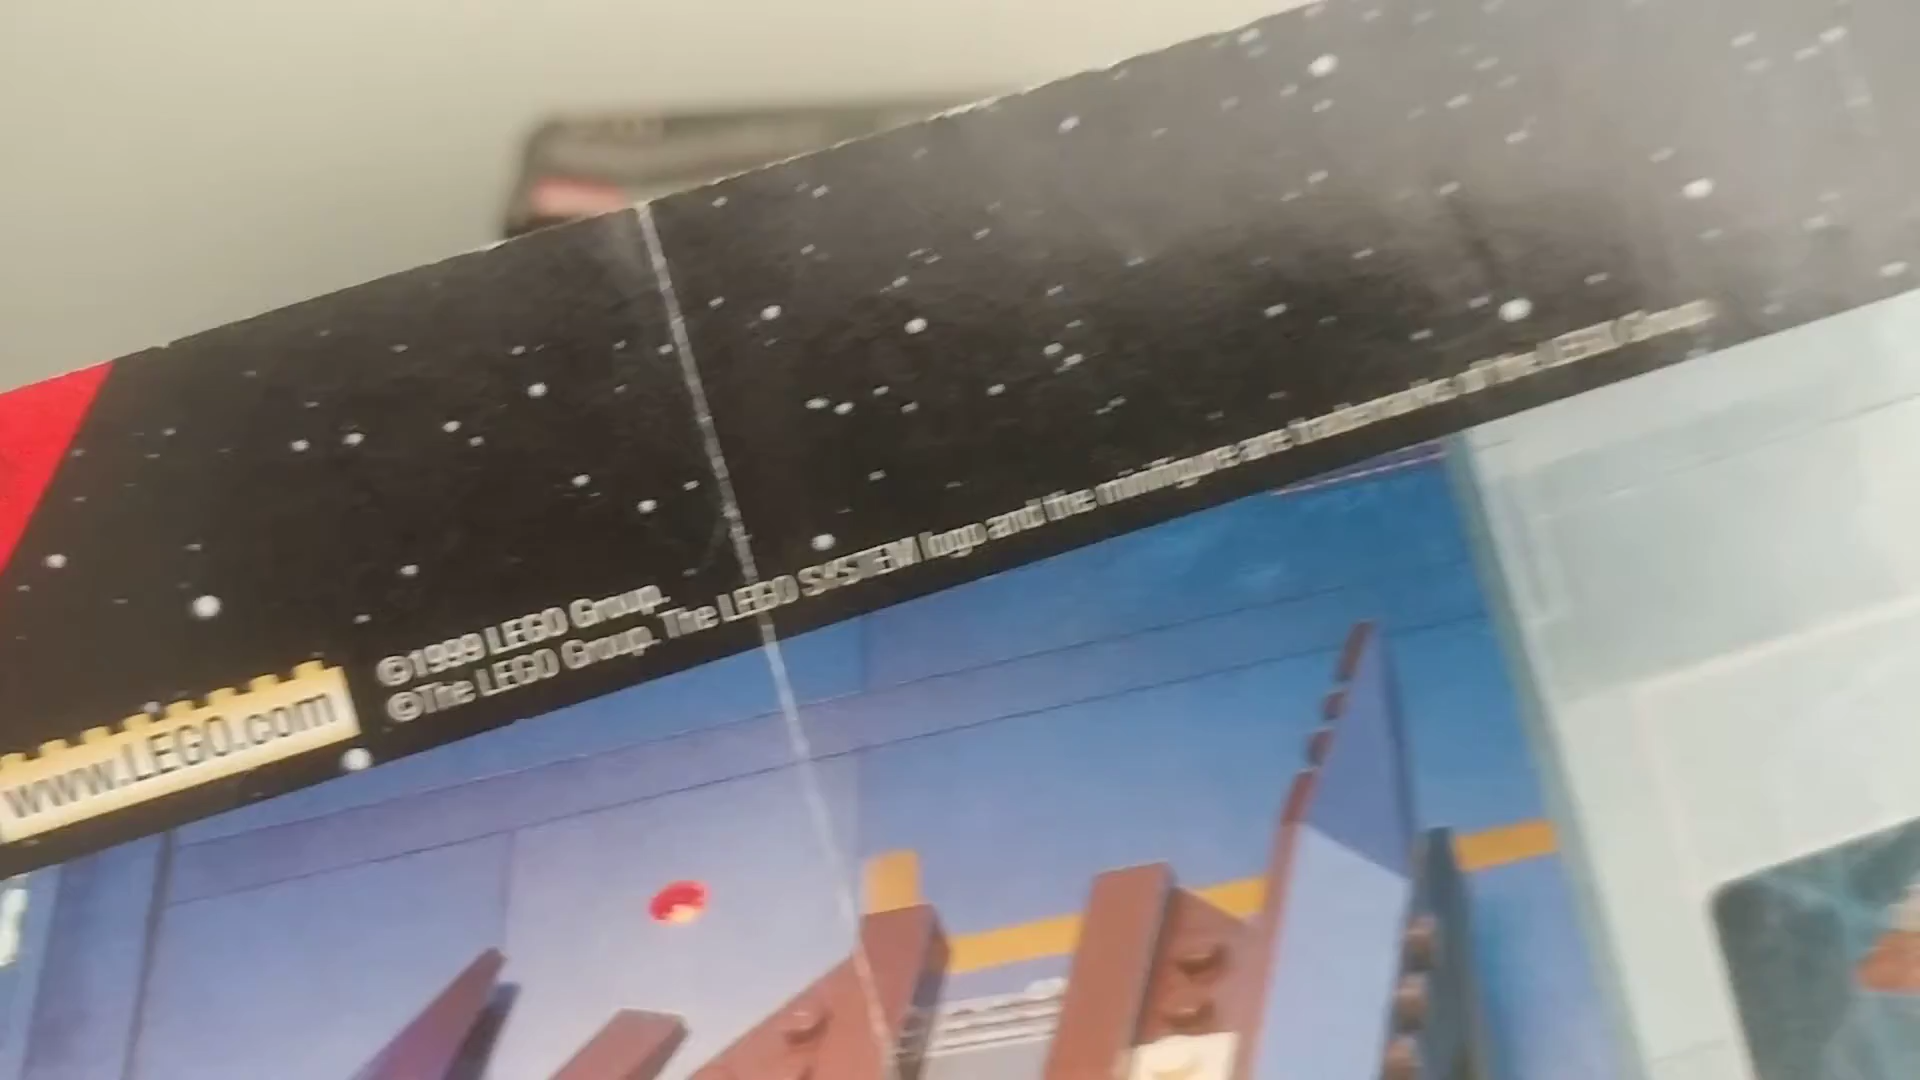 ©1999 LEGO Group.
©The LEGO Group. The LEGO SYSTEM logo and the minifigure are trademarks of the LEGO Group.
www.LEGO.com